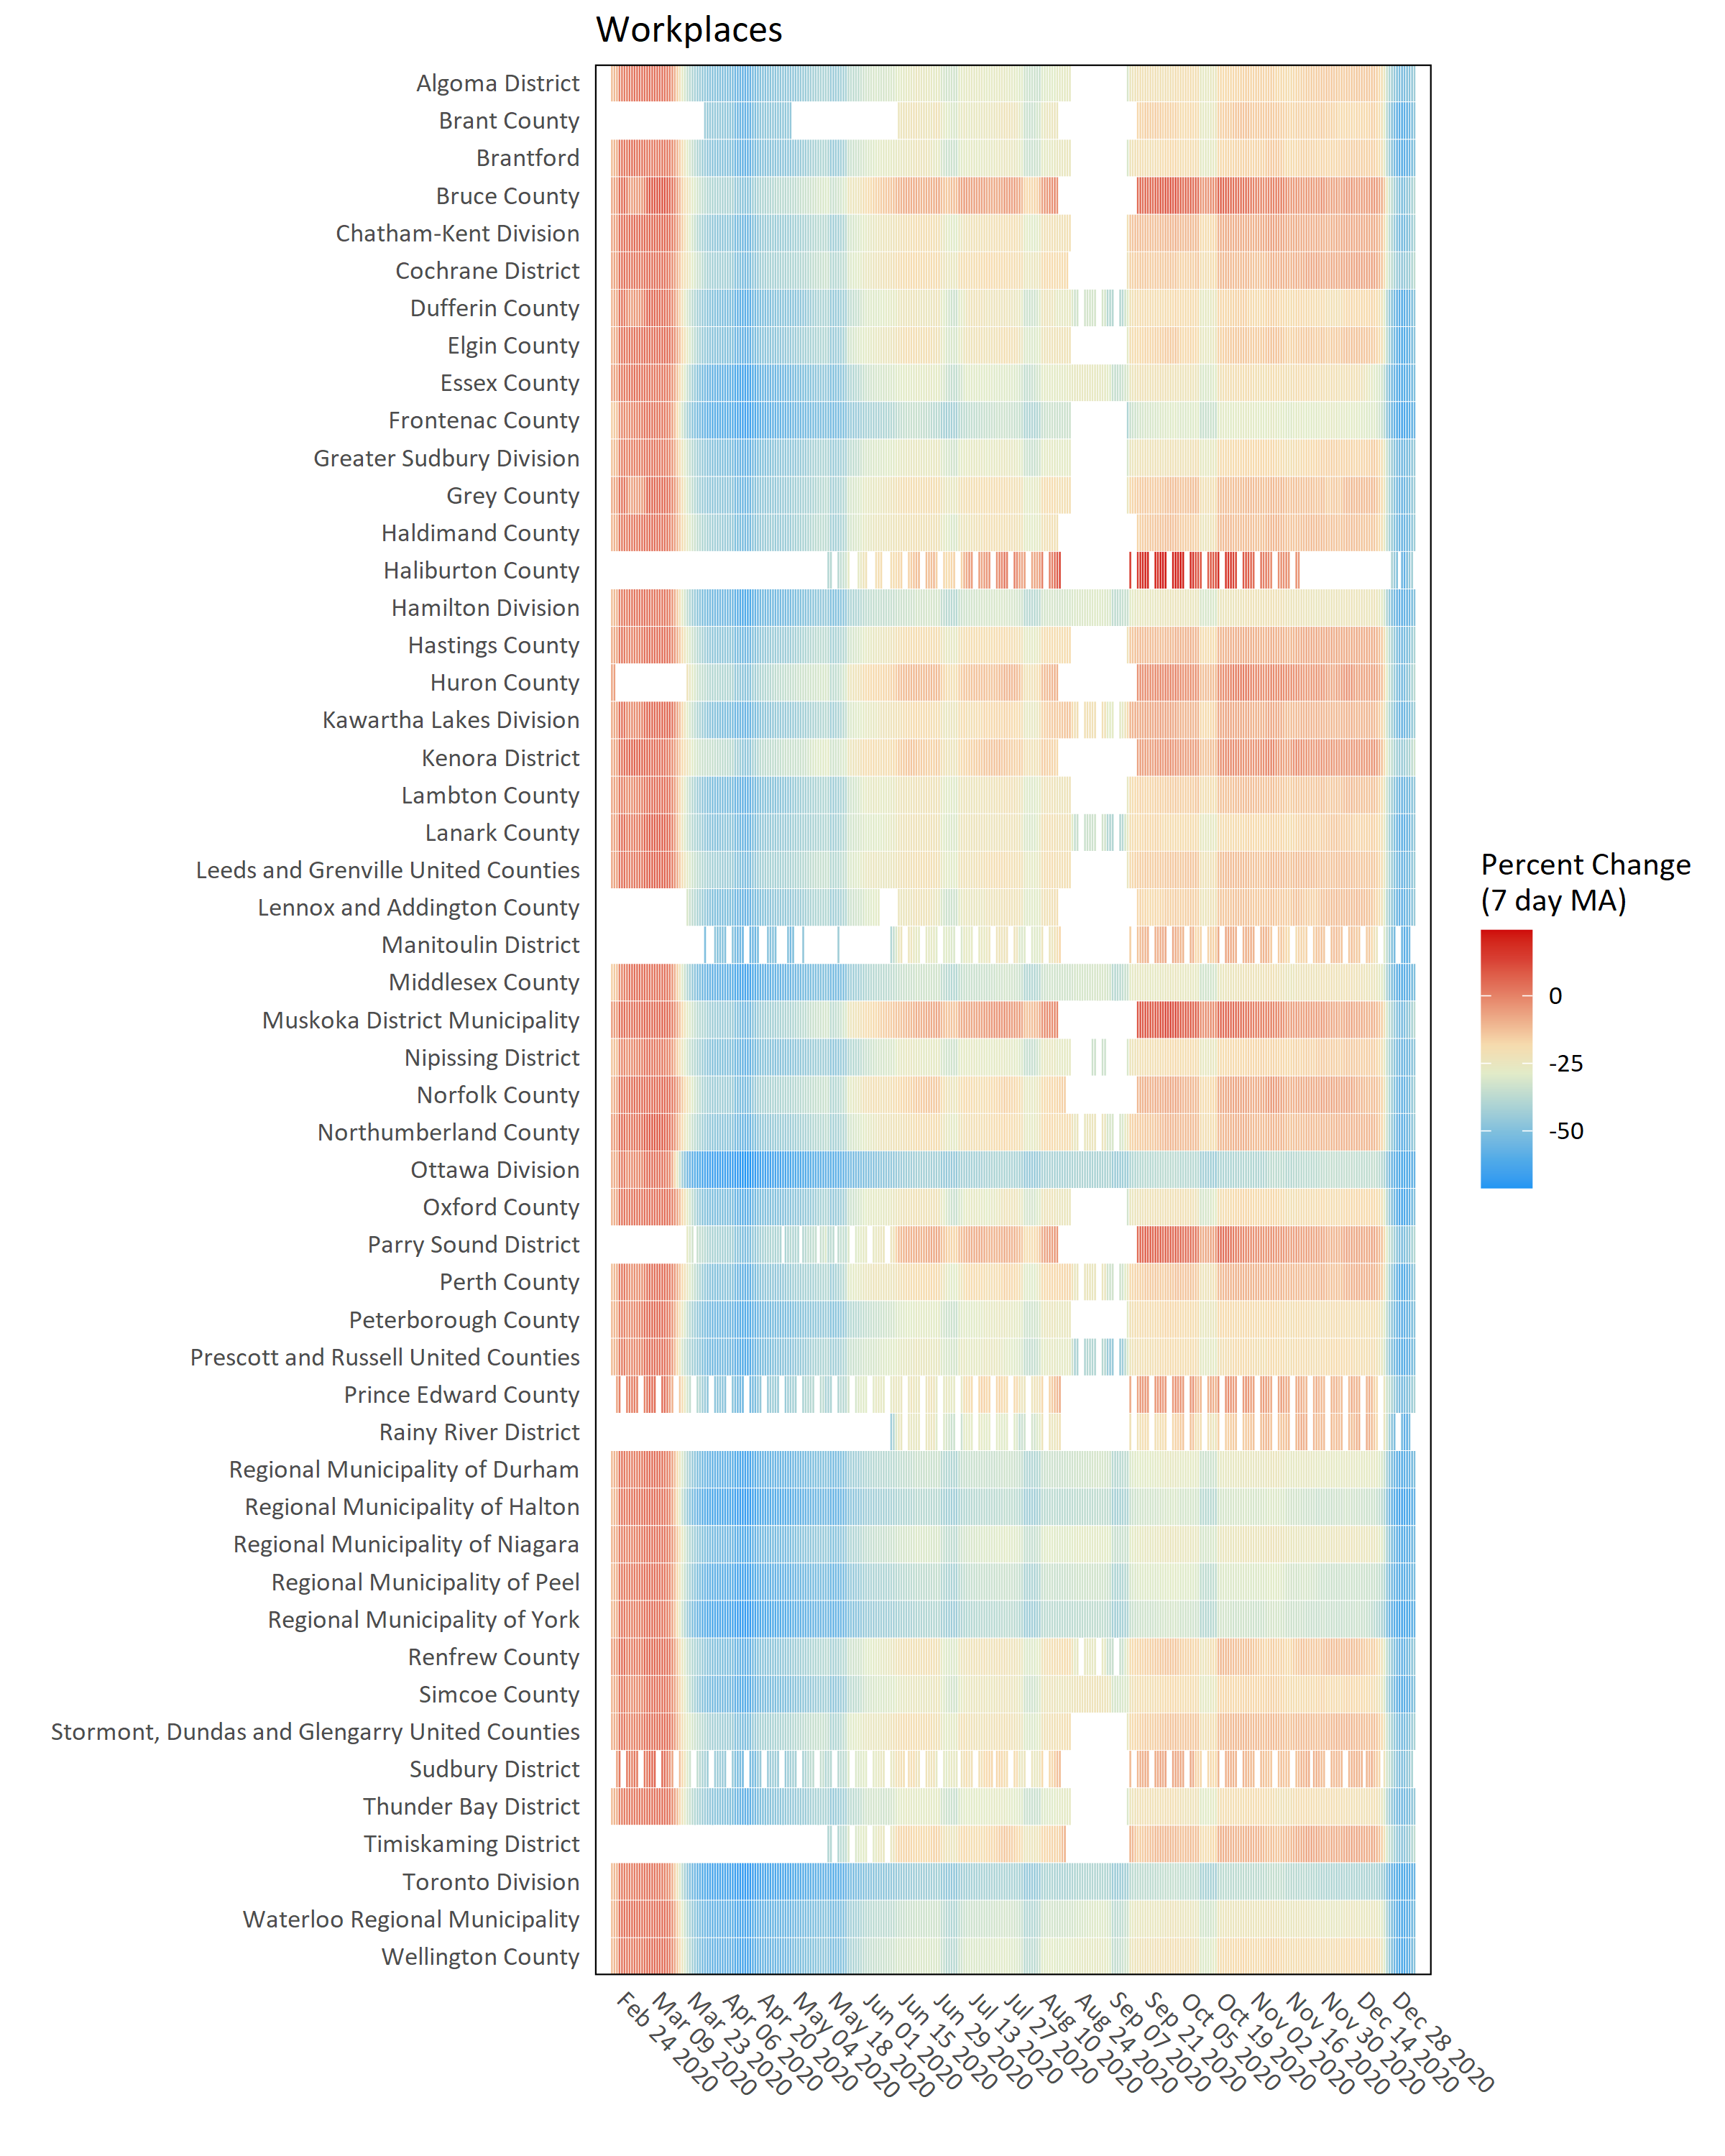 Workplaces
Algoma District
Brant County
Brantford
Bruce County
Chatham-Kent Division
Cochrane District
Dufferin County
Elgin County
Essex County
Frontenac County
Greater Sudbury Division
Grey County
Haldimand County
Haliburton County
Hamilton Division
Hastings County
Huron County
Kawartha Lakes Division
Kenora District
Lambton County
Lanark County
Leeds and Grenville United Counties
Lennox and Addington County
Manitoulin District
Middlesex County
Muskoka District Municipality
Nipissing District
Norfolk County
Northumberland County
Ottawa Division
Oxford County
Parry Sound District
Perth County
Peterborough County
Prescott and Russell United Counties
Prince Edward County
Rainy River District
Regional Municipality of Durham
Regional Municipality of Halton
Regional Municipality of Niagara
Regional Municipality of Peel
Regional Municipality of York
Renfrew County
Simcoe County
Stormont, Dundas and Glengarry United Counties
Sudbury District
Thunder Bay District
Timiskaming District
Toronto Division
Waterloo Regional Municipality
Wellington County
Feb 24 2020
Mar 09 2020
Mar 23 2020
Apr 06 2020
Apr 20 2020
May 04 2020
May 18 2020
Jun 01 2020
Jun 15 2020
Jun 29 2020
Jul 13 2020
Jul 27 2020
Aug 10 2020
Aug 24 2020
Sep 07 2020
Sep 21 2020
Oct 05 2020
Oct 19 2020
Nov 02 2020
Nov 16 2020
Nov 30 2020
Dec 14 2020
Dec 28 2020
Percent Change
(7 day MA)
0
-25
-50